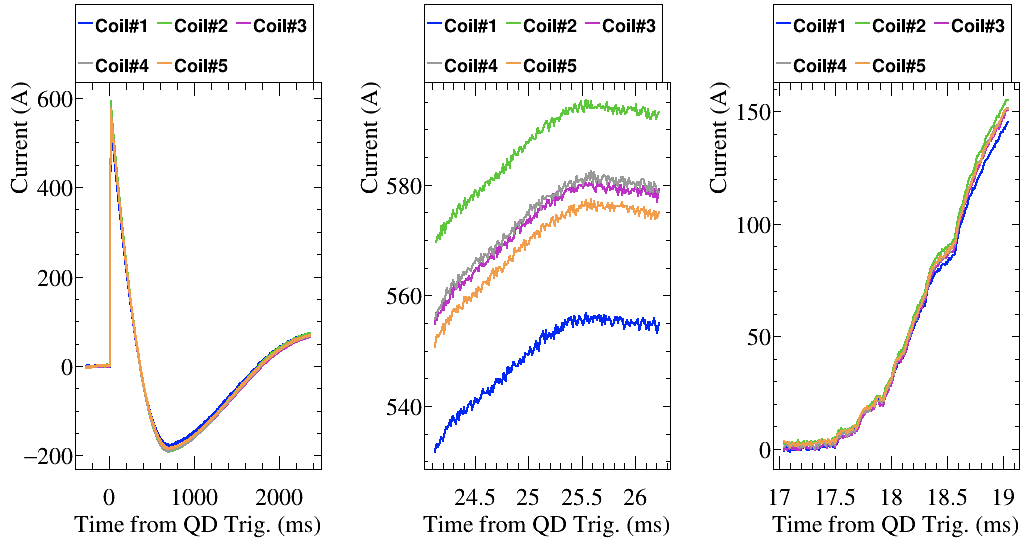 Coil#1 Coil#2 Coil#3
Coil#4 Coil#5
Current (A)
600
400
200
0
−200
0 1000 2000
Time from QD Trig. (ms)
Coil#1 Coil#2 Coil#3
Coil#4 Coil#5
Current (A)
580
560
540
24.5 25 25.5 26
Time from QD Trig. (ms)
Coil#1 Coil#2 Coil#3
Coil#4 Coil#5
Current (A)
150
100
50
0
17 17.5 18 18.5 19
Time from QD Trig. (ms)